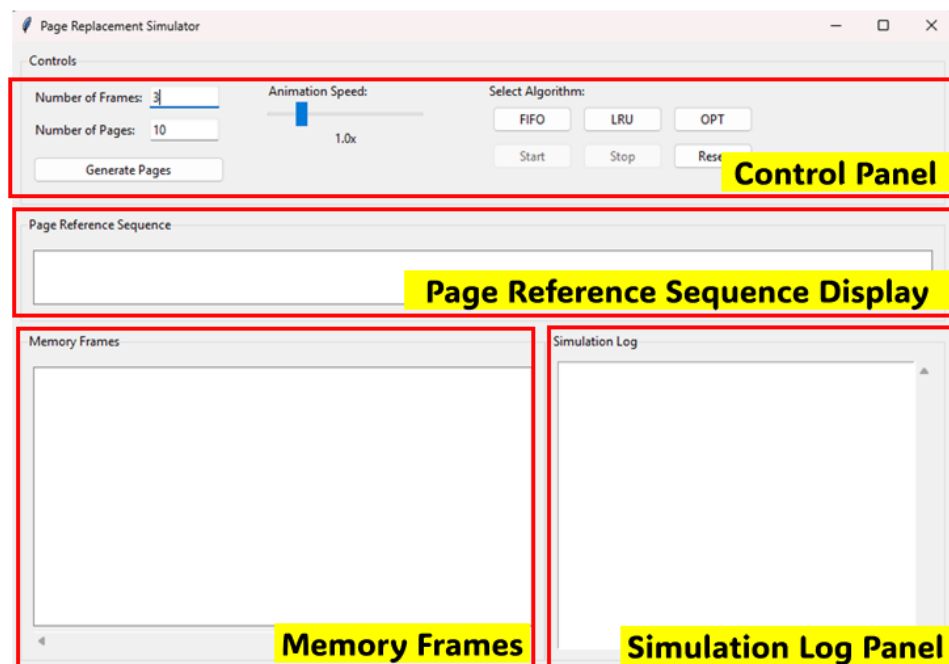 Page Replacement Simulator
Controls
Number of Frames: 3
Animation Speed:
Select Algorithm:
FIFO LRU OPT
Number of Pages: 10
1.0x
Start Stop
Generate Pages
Control Panel
Page Reference Sequence
Page Reference Sequence Display
Memory Frames
Simulation Log
Memory Frames
Simulation Log Panel